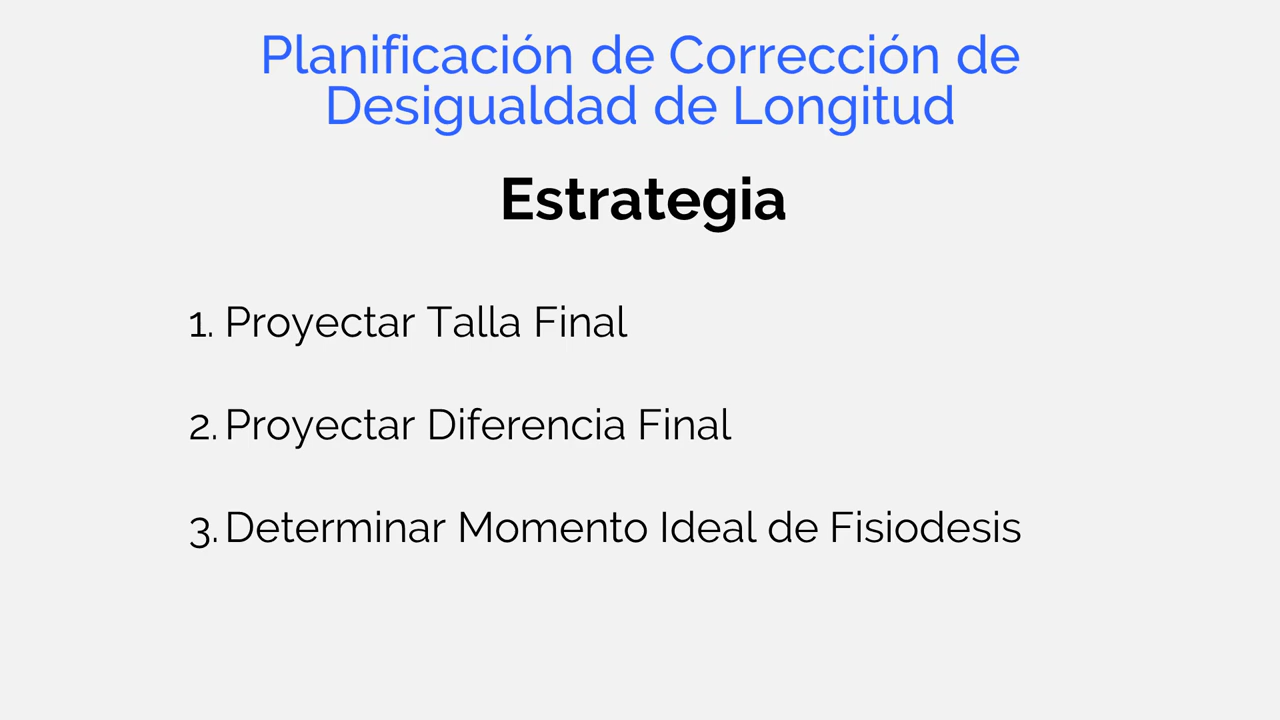 Planificación de Corrección de
Desigualdad de Longitud
Estrategia
1. Proyectar Talla Final
2. Proyectar Diferencia Final
3. Determinar Momento Ideal de Fisiodesis